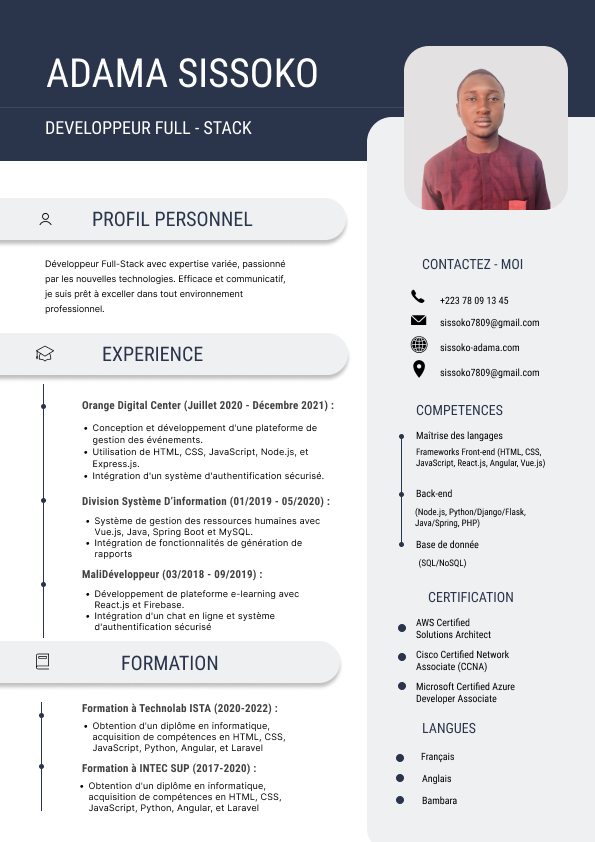 ADAMA SISSOKO
DEVELOPPEUR FULL - STACK
PROFIL PERSONNEL
Développeur Full-Stack avec expertise variée, passionné
par les nouvelles technologies. Efficace et communicatif,
je suis prêt à exceller dans tout environnement
professionnel.
EXPERIENCE
Orange Digital Center (Juillet 2020 - Décembre 2021) :
• Conception et développement d'une plateforme de
gestion des événements.
• Utilisation de HTML, CSS, JavaScript, Node.js, et
Express.js.
• Intégration d'un système d'authentification sécurisé.
Division Système D'information (01/2019 - 05/2020) :
• Système de gestion des ressources humaines avec
Vue.js, Java, Spring Boot et MySQL.
• Intégration de fonctionnalités de génération de
rapports
MaliDéveloppeur (03/2018 - 09/2019) :
• Développement de plateforme e-learning avec
React.js et Firebase.
• Intégration d'un chat en ligne et système
d'authentification sécurisé
FORMATION
Formation à Technolab ISTA (2020-2022) :
• Obtention d'un diplôme en informatique,
acquisition de compétences en HTML, CSS,
JavaScript, Python, Angular, et Laravel
Formation à INTEC SUP (2017-2020) :
• Obtention d'un diplôme en informatique,
acquisition de compétences en HTML, CSS,
JavaScript, Python, Angular, et Laravel
CONTACTEZ - MOI
+223 78 09 13 45
sissoko7809@gmail.com
sissoko-adama.com
sissoko7809@gmail.com
COMPETENCES
Maîtrise des langages
Frameworks Front-end (HTML, CSS,
JavaScript, React.js, Angular, Vue.js)
Back-end
(Node.js, Python/Django/Flask,
Java/Spring, PHP)
Base de donnée
(SQL/NoSQL)
CERTIFICATION
AWS Certified
Solutions Architect
Cisco Certified Network
Associate (CCNA)
Microsoft Certified Azure
Developer Associate
LANGUES
Français
Anglais
Bambara